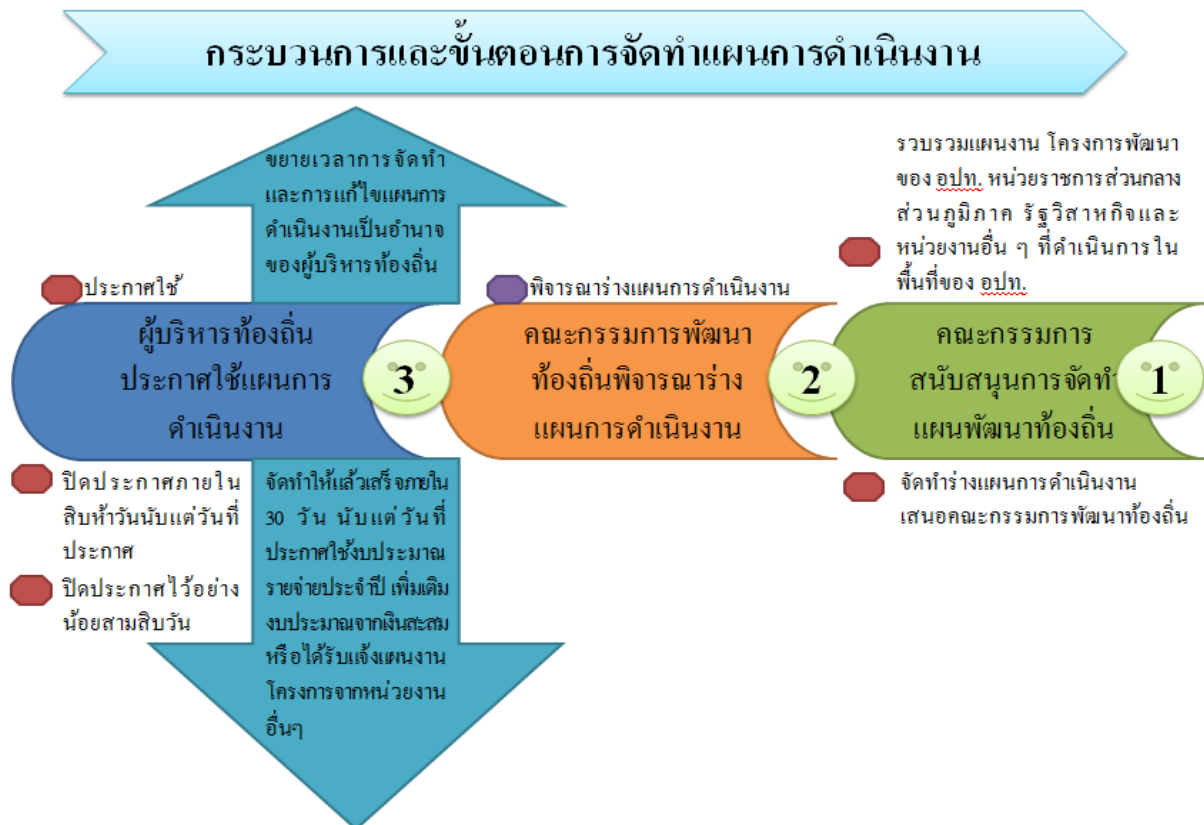 กระบวนการและขั้นตอนการจัดทำแผนการดำเนินงาน
ขยายเวลาการจัดทำ
และการแก้ไขแผนการ
ดำเนินงานเป็นอำนาจ
ของผู้บริหารท้องถิ่น
รวบรวมแผนงาน โครงการพัฒนา
ของ อปท. หน่วยราชการส่วนกลาง
ส่วนภูมิภาค รัฐวิสาหกิจและ
หน่วยงานอื่น ๆ ที่ดำเนินการใน
พื้นที่ของ อปท.
ประกาศใช้
พิจารณาร่างแผนการดำเนินงาน
ผู้บริหารท้องถิ่น
ประกาศใช้แผนการ
ดำเนินงาน
3
คณะกรรมการพัฒนา
ท้องถิ่นพิจารณาร่าง
แผนการดำเนินงาน
2
คณะกรรมการ
สนับสนุนการจัดทำ
แผนพัฒนาท้องถิ่น
1
ปิดประกาศภายใน
สิบห้าวันนับแต่วันที่
ประกาศ
ปิดประกาศไว้อย่าง
น้อยสามสิบวัน
จัดทำให้แล้วเสร็จภายใน
30 วัน นับแต่วันที่
ประกาศใช้งบประมาณ
รายจ่ายประจำปี เพิ่มเติม
งบประมาณจากเงินสะสม
หรือได้รับแจ้งแผนงาน
โครงการจากหน่วยงาน
อื่นๆ
จัดทำร่างแผนการดำเนินงาน
เสนอคณะกรรมการพัฒนาท้องถิ่น